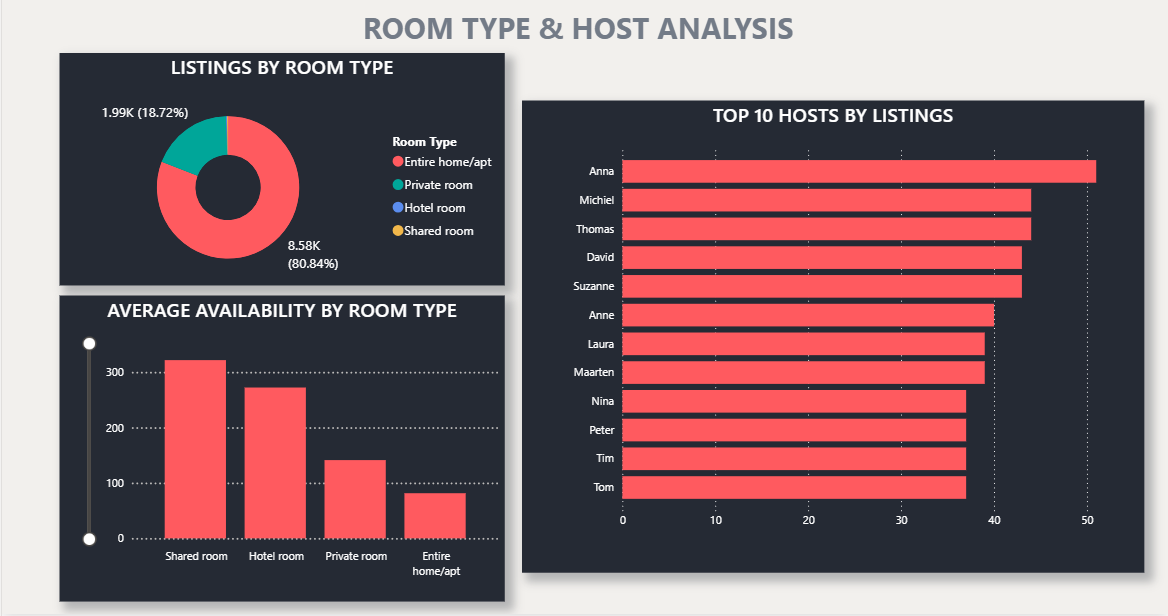 ROOM TYPE & HOST ANALYSIS
LISTINGS BY ROOM TYPE
1.99K (18.72%)
8.58K
(80.84%)
Room Type
Entire home/apt
Private room
Hotel room
Shared room
AVERAGE AVAILABILITY BY ROOM TYPE
300
200
100
0
Shared room
Hotel room
Private room
Entire
home/apt
TOP 10 HOSTS BY LISTINGS
Anna
Michiel
Thomas
David
Suzanne
Anne
Laura
Maarten
Nina
Peter
Tim
Tom
0 10 20 30 40 50